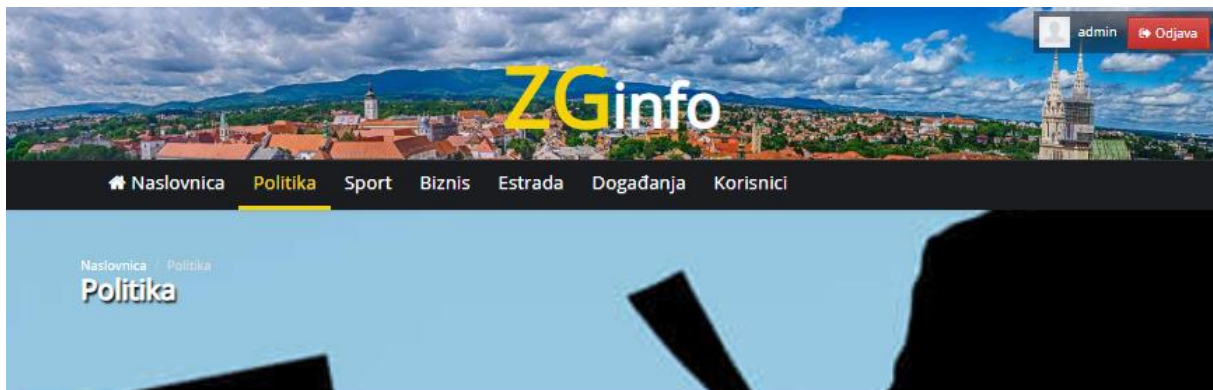 admin Odjava
ZGinfo
Naslovnica Politika Sport Biznis Estrada Događanja Korisnici
Naslovnica / Politika
Politika